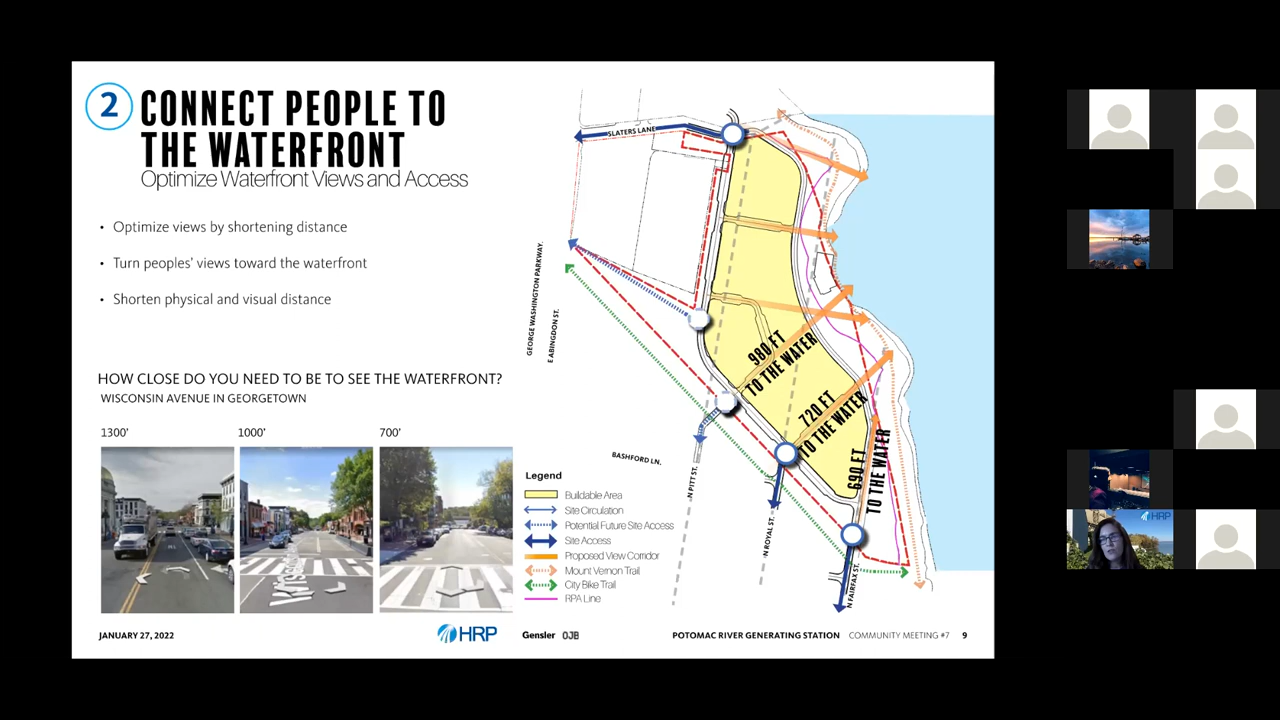 2
CONNECT PEOPLE TO
THE WATERFRONT
Optimize Waterfront Views and Access
• Optimize views by shortening distance
• Turn peoples' views toward the waterfront
• Shorten physical and visual distance
HOW CLOSE DO YOU NEED TO BE TO SEE THE WATERFRONT?
WISCONSIN AVENUE IN GEORGETOWN
1300'
1000'
700'
SLATERS LANE
GEORGE WASHINGTON PARKWAY.
E ABINGDON ST.
BASHFORD LN.
N PITT ST.
N ROYAL ST.
N FAIRFAX ST.
980 FT
TO THE WATER
720 FT
TO THE WATER
690 FT
TO THE WATER
Legend
Buildable Area
Site Circulation
Potential Future Site Access
Site Access
Proposed View Corridor
Mount Vernon Trail
City Bike Trail
RPA Line
JANUARY 27, 2022
HRP
Gensler
OJB
POTOMAC RIVER GENERATING STATION COMMUNITY MEETING #7 9
HRP